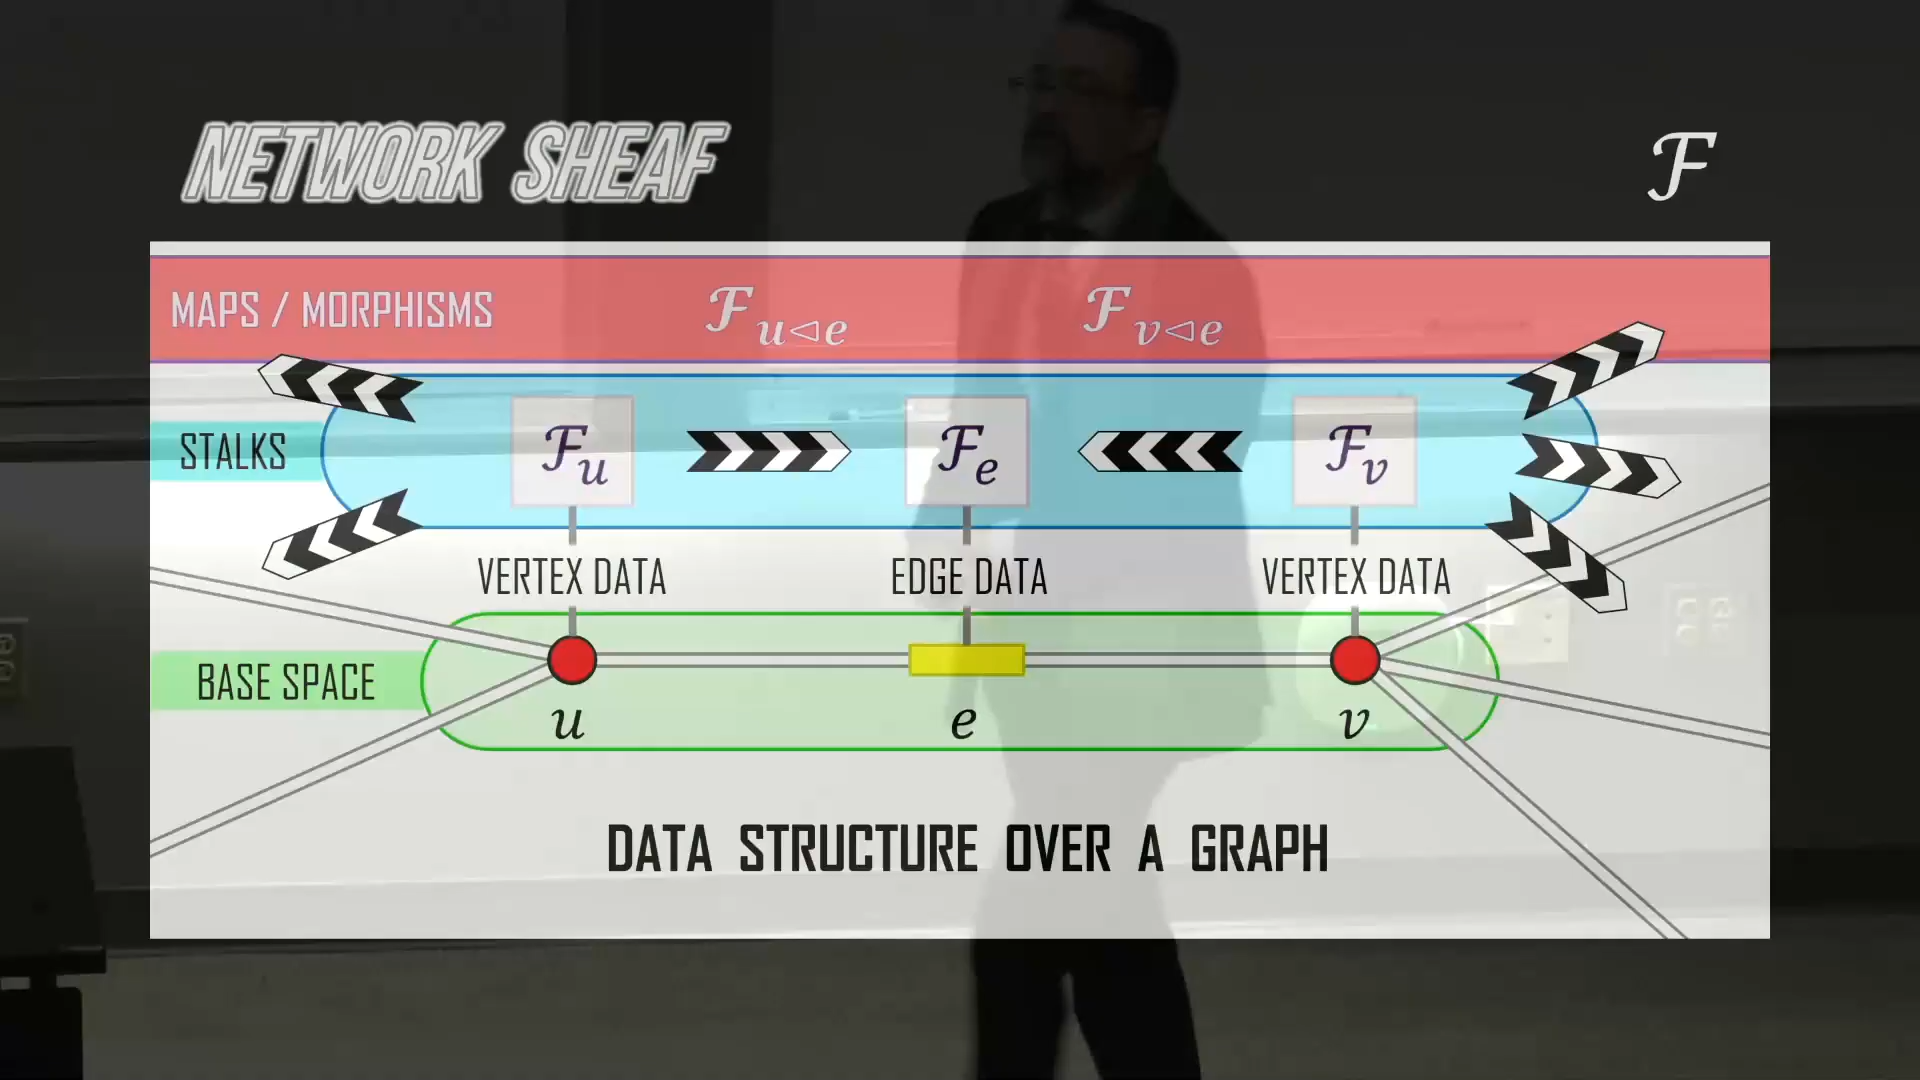 NETWORK SHEAF
ℱ
MAPS / MORPHISMS
ℱu⊲e
ℱv⊲e
STALKS
ℱu
ℱe
ℱv
VERTEX DATA
EDGE DATA
VERTEX DATA
BASE SPACE
u
e
v
DATA STRUCTURE OVER A GRAPH